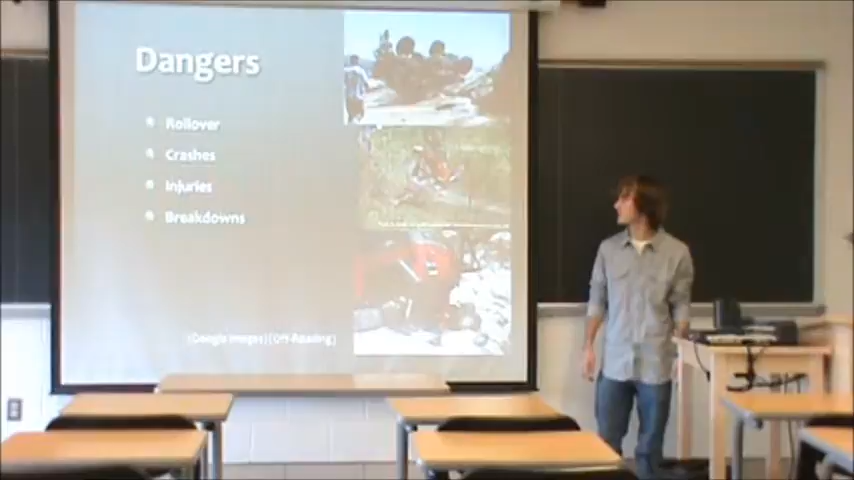 Dangers
Rollover
Crashes
Injuries
Breakdowns
(Google Images)(Off-Roading)